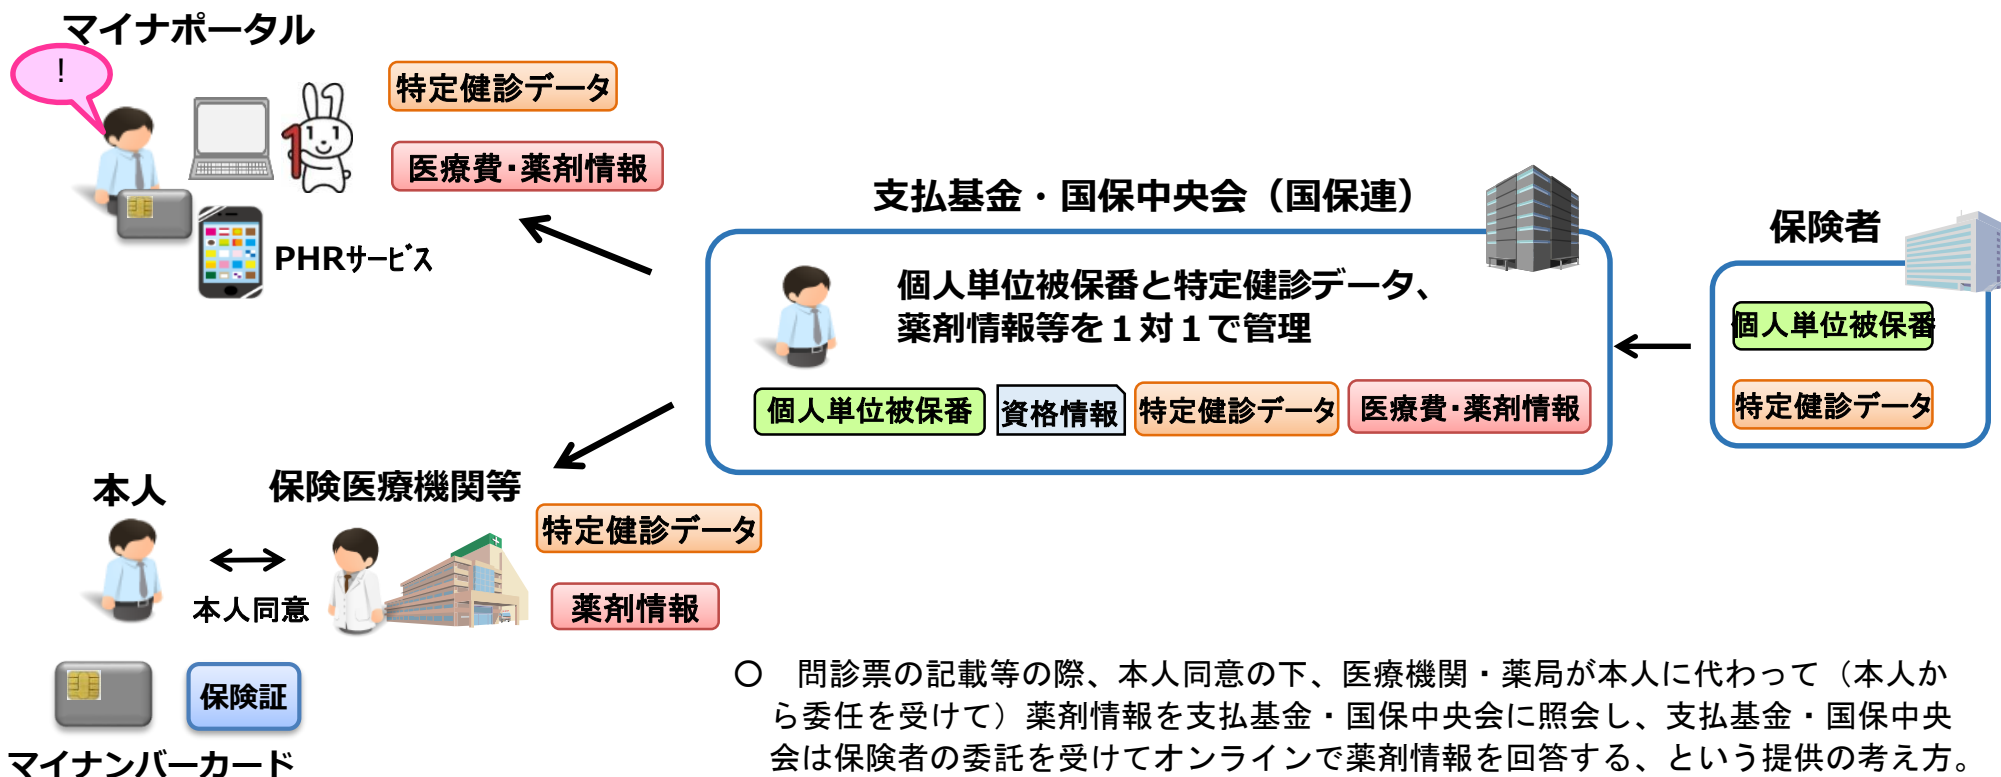 マイナポータル
!
特定健診データ
医療費・薬剤情報
PHRサービス
支払基金・国保中央会（国保連）
個人単位被保番と特定健診データ、
薬剤情報等を１対１で管理
個人単位被保番
資格情報
特定健診データ
医療費・薬剤情報
保険者
個人単位被保番
特定健診データ
本人
保険医療機関等
本人同意
特定健診データ
薬剤情報
保険証
マイナンバーカード
○　問診票の記載等の際、本人同意の下、医療機関・薬局が本人に代わって（本人か
ら委任を受けて）薬剤情報を支払基金・国保中央会に照会し、支払基金・国保中央
会は保険者の委託を受けてオンラインで薬剤情報を回答する、という提供の考え方。